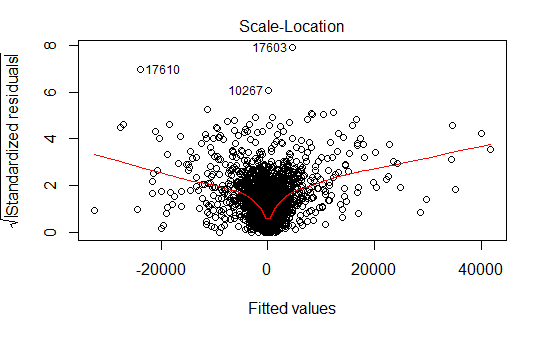 Scale-Location
√|Standardized residuals|
8
6
4
2
0
17603
17610
10267
-20000 0 20000 40000
Fitted values